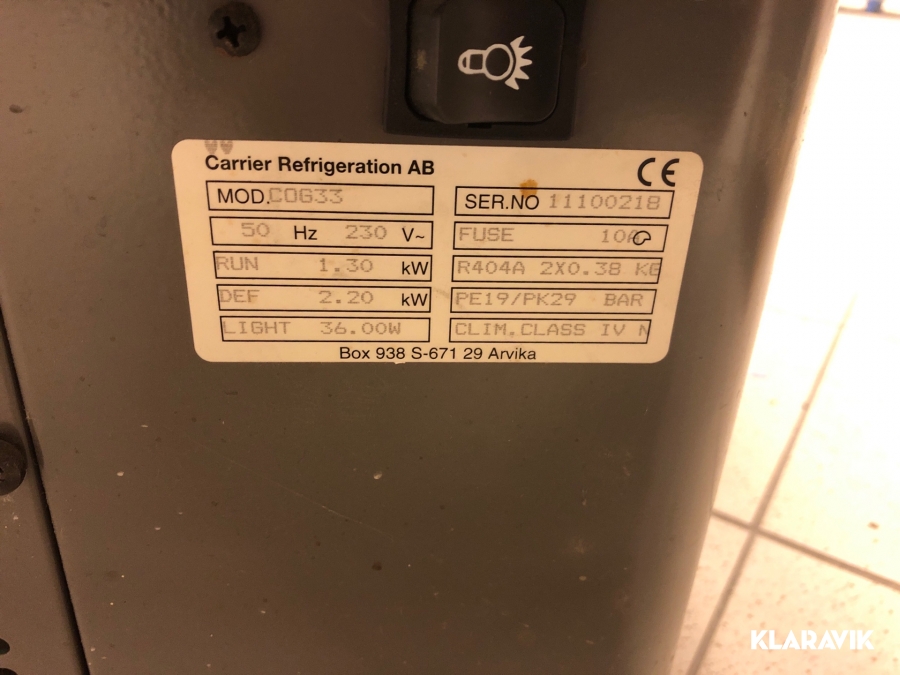 Carrier Refrigeration AB CE
MOD. COG33
SER.NO 11100218
50 Hz 230 V~
FUSE 10A
RUN 1.30 kW
R404A 2X0.38 KG
DEF 2.20 kW
PE19/PK29 BAR
LIGHT 36.00W
CLIM.CLASS IV N
Box 938 S-671 29 Arvika
KLARAVIK